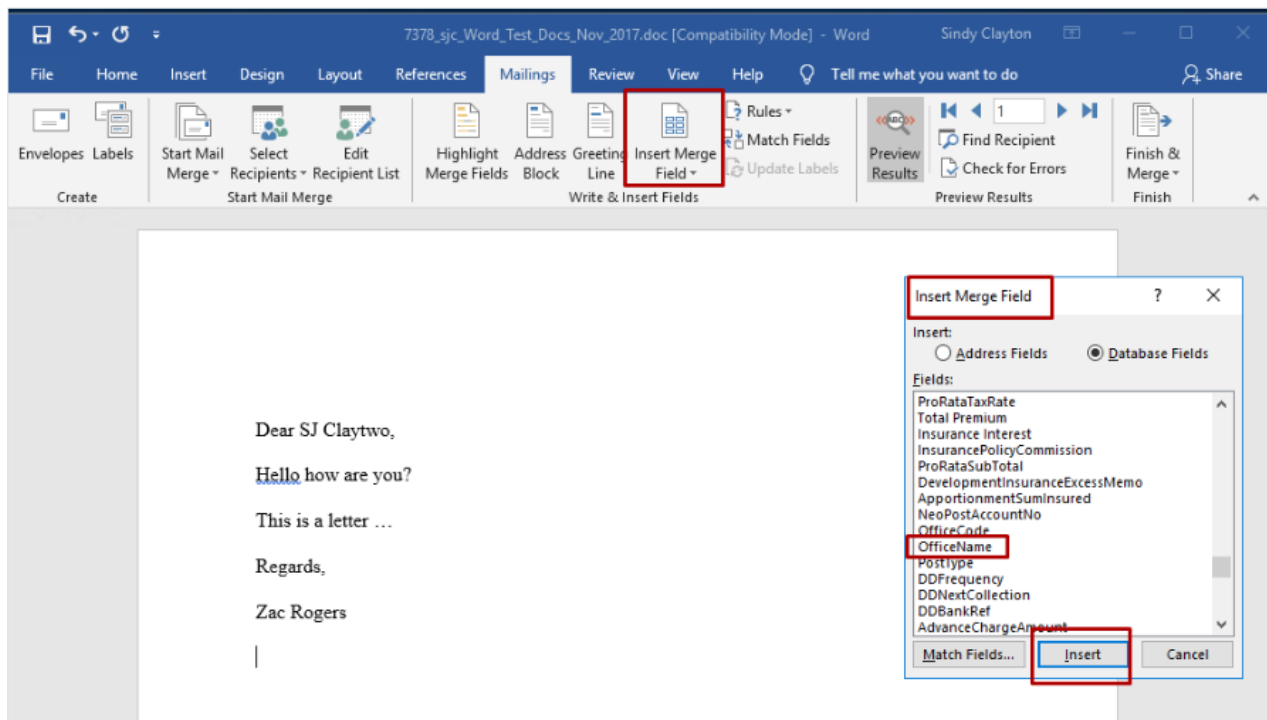 7378_sjc_Word_Test_Docs_Nov_2017.doc [Compatibility Mode] - Word Sindy Clayton
File Home Insert Design Layout References Mailings Review View Help Tell me what you want to do Share
Envelopes Labels
Create
Start Mail Merge
Select Recipients
Edit Recipient List
Start Mail Merge
Highlight Merge Fields
Address Block
Greeting Line
Insert Merge Field
Rules
Match Fields
Update Labels
Write & Insert Fields
ABC
Preview Results
1
Find Recipient
Check for Errors
Preview Results
Finish & Merge
Finish
Dear SJ Claytwo,
Hello how are you?
This is a letter …
Regards,
Zac Rogers
Insert Merge Field ?
Insert:
Address Fields Database Fields
Fields:
ProRataTaxRate
Total Premium
Insurance Interest
InsurancePolicyCommission
ProRataSubTotal
DevelopmentInsuranceExcessMemo
ApportionmentSumInsured
NeoPostAccountNo
OfficeCode
OfficeName
PostType
DDFrequency
DDNextCollection
DDBankRef
AdvanceChargeAmount
Match Fields... Insert Cancel